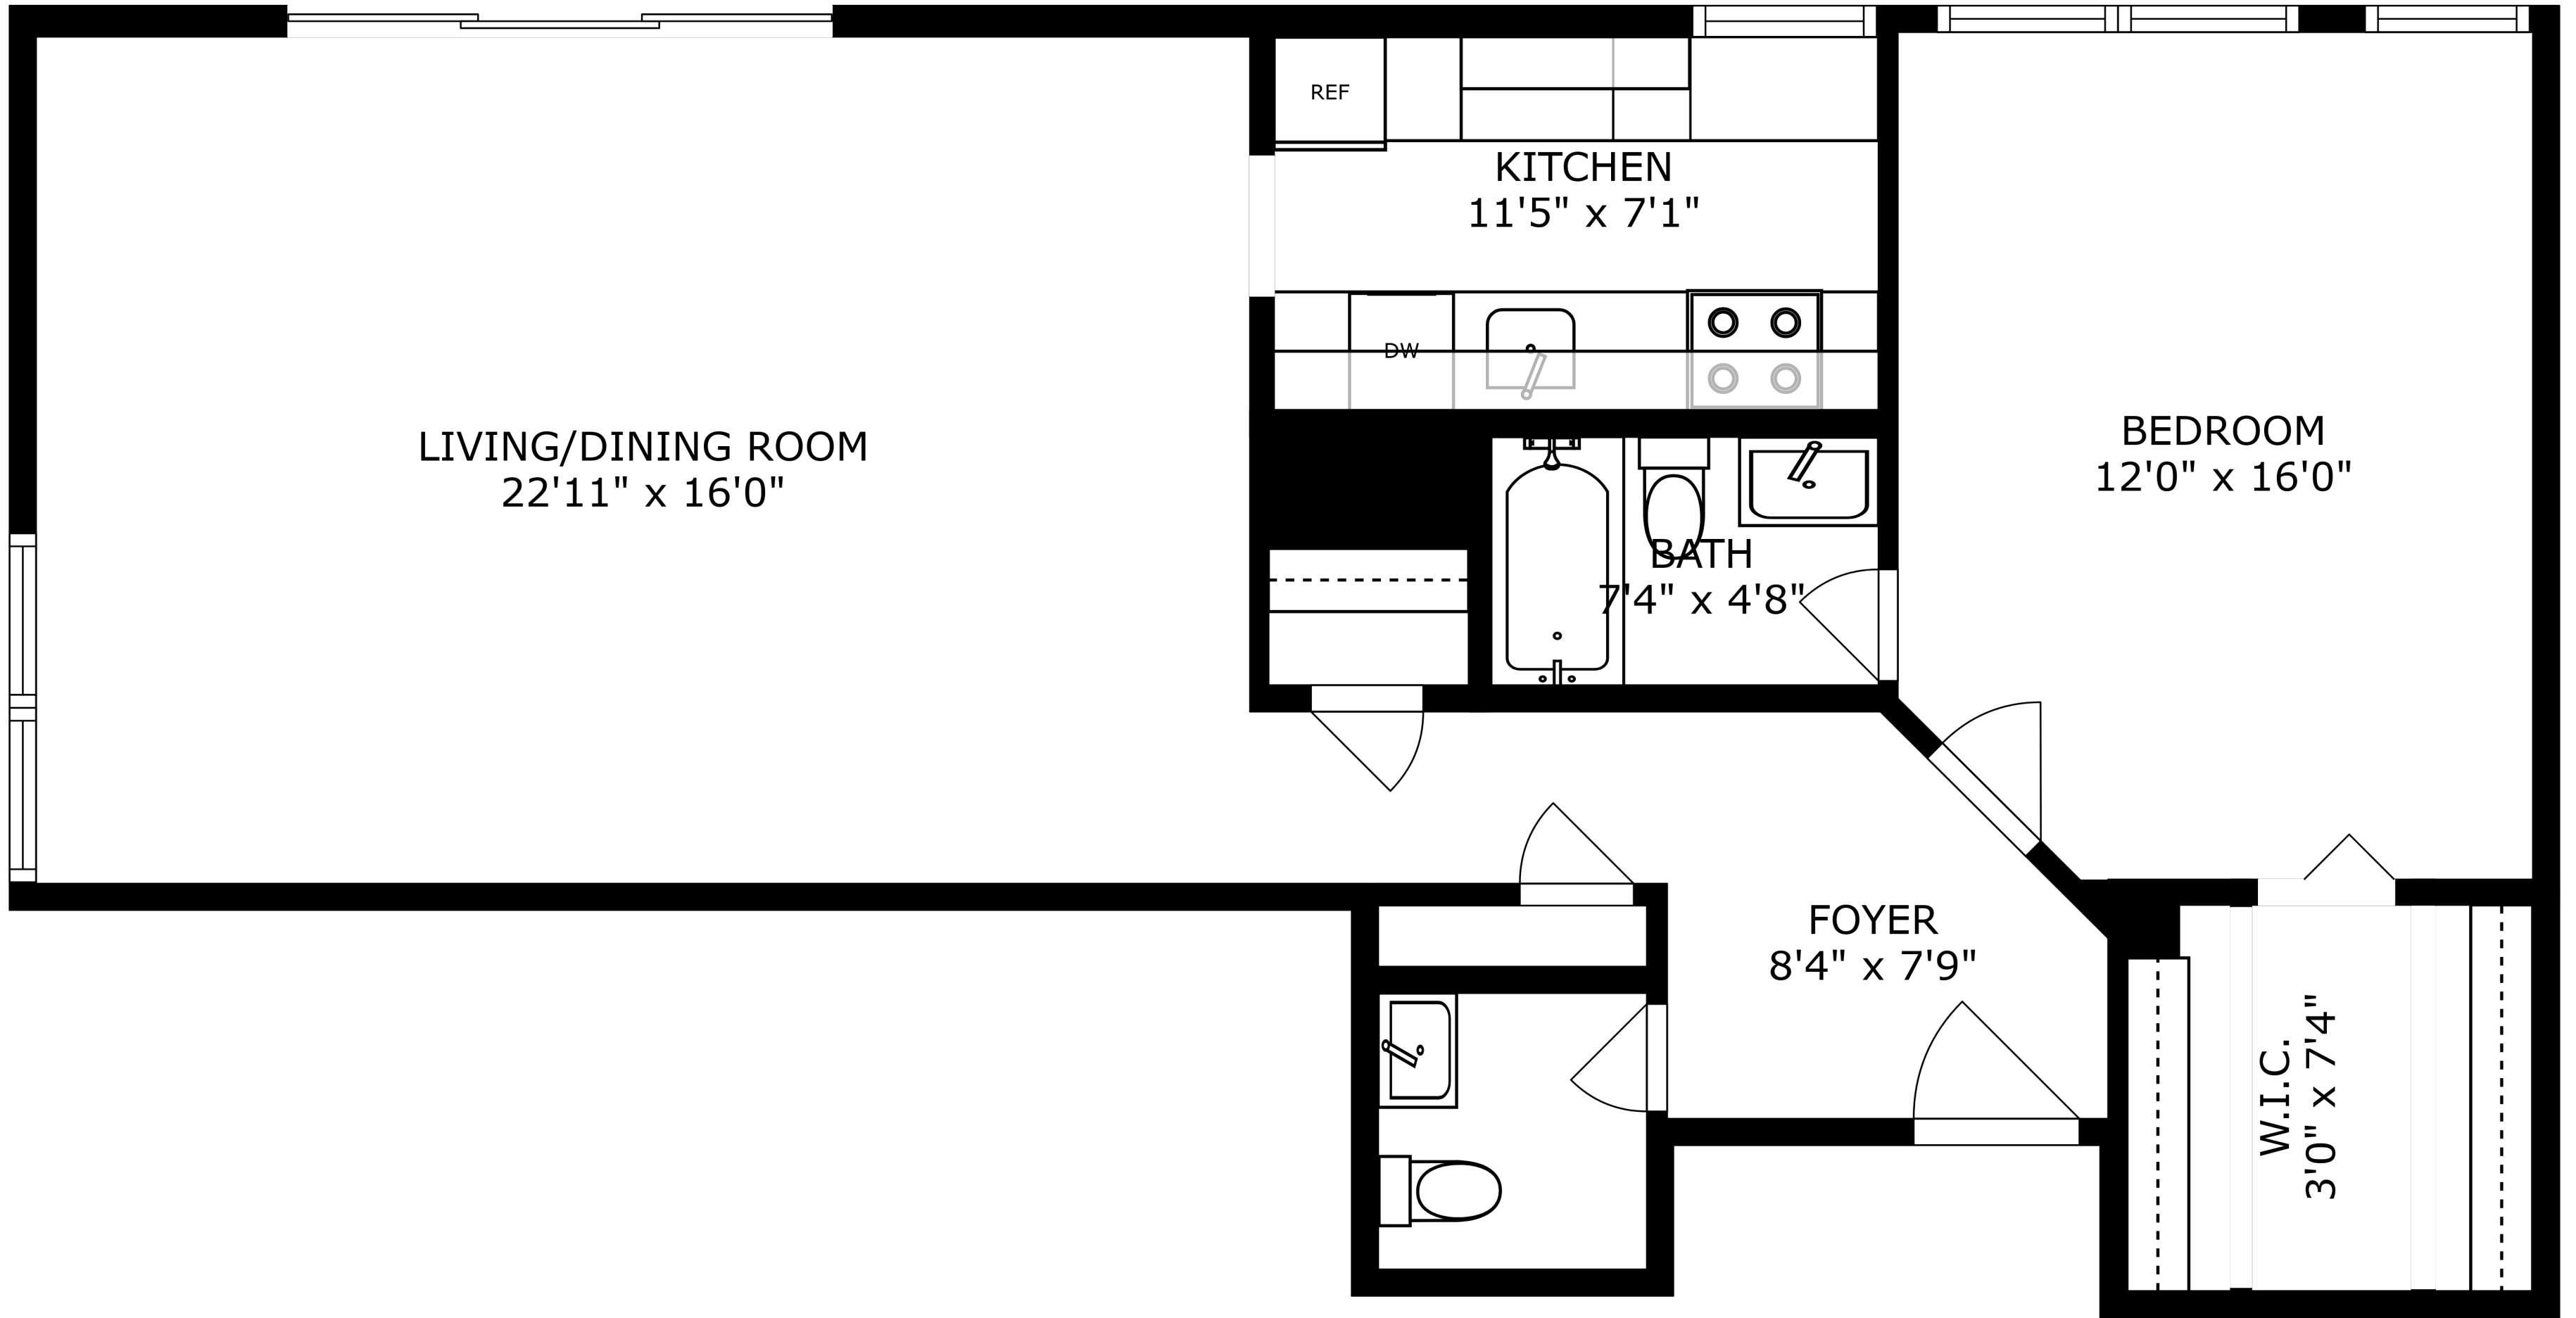 REF
KITCHEN
11'5" x 7'1"
DW
LIVING/DINING ROOM
22'11" x 16'0"
BEDROOM
12'0" x 16'0"
BATH
7'4" x 4'8"
FOYER
8'4" x 7'9"
W.I.C.
3'0" x 7'4"